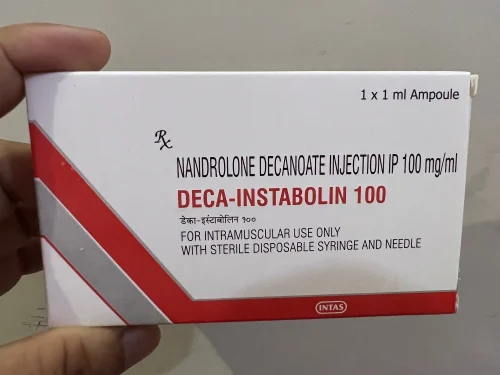 1 x 1 ml Ampoule
Rx
NANDROLONE DECANOATE INJECTION IP 100 mg/ml
DECA-INSTABOLIN 100
डेका-इंस्टाबोलिन १००
FOR INTRAMUSCULAR USE ONLY
WITH STERILE DISPOSABLE SYRINGE AND NEEDLE
INTAS